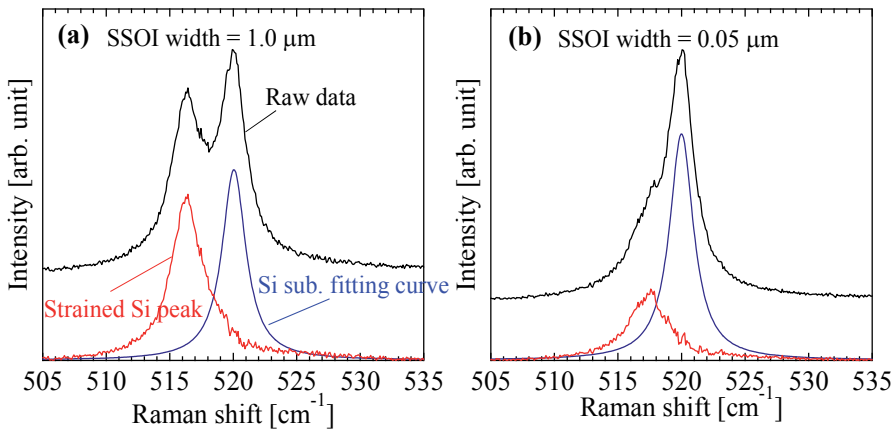 (a) SSOI width = 1.0 μm
Raw data
Strained Si peak
Si sub. fitting curve
Intensity [arb. unit]
505 510 515 520 525 530 535
Raman shift [cm-1]
(b) SSOI width = 0.05 μm
Intensity [arb. unit]
505 510 515 520 525 530 535
Raman shift [cm-1]